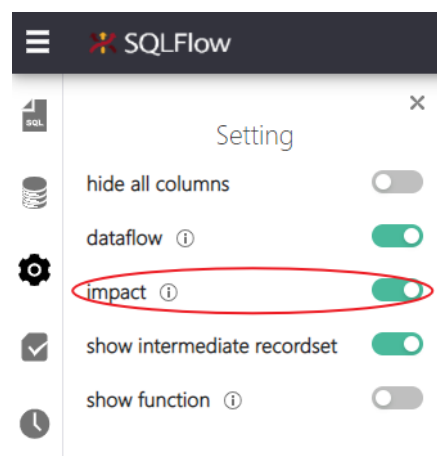 SQLFlow
SQL
Setting
hide all columns
dataflow
impact
show intermediate recordset
show function